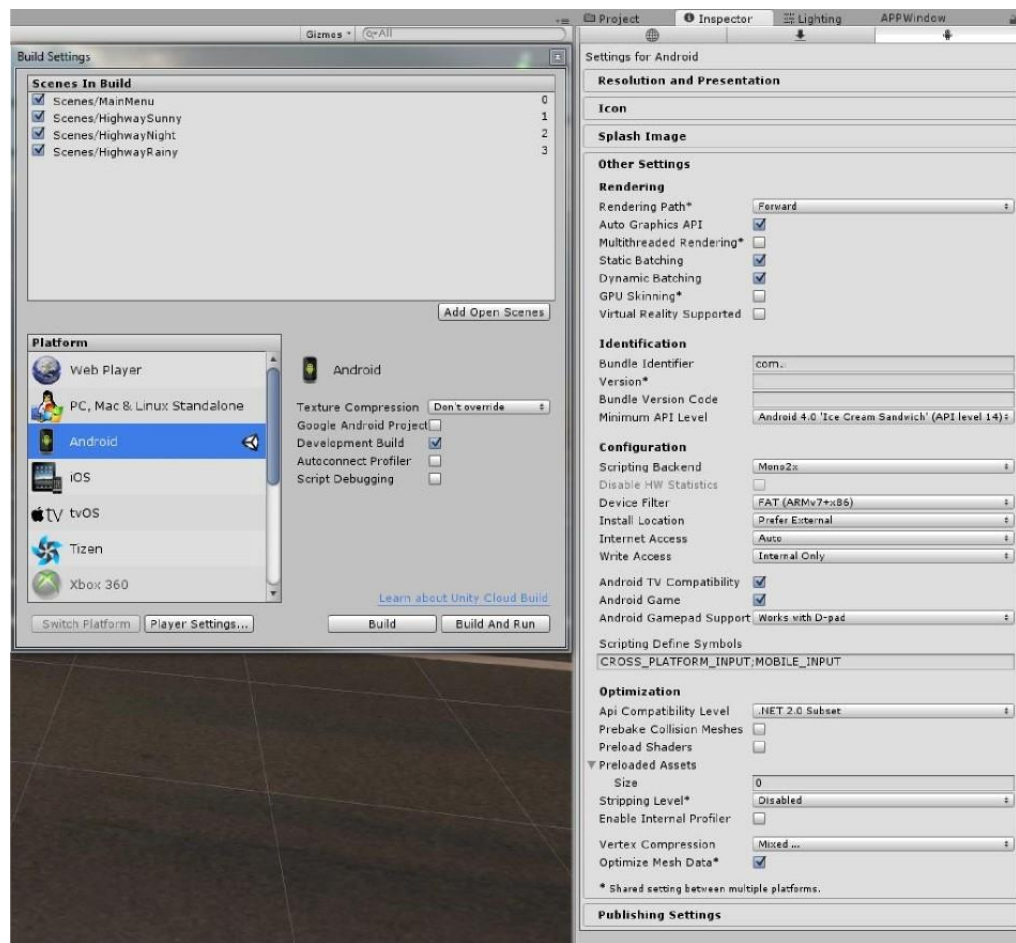 Gizmos
All
Build Settings
Scenes In Build
Scenes/MainMenu 0
Scenes/HighwaySunny 1
Scenes/HighwayNight 2
Scenes/HighwayRainy 3
Add Open Scenes
Platform
Web Player
PC, Mac & Linux Standalone
Android
iOS
tv tvOS
Tizen
Xbox 360
Android
Texture Compression Don't override
Google Android Project
Development Build
Autoconnect Profiler
Script Debugging
Learn about Unity Cloud Build
Switch Platform Player Settings... Build Build And Run
Project Inspector Lighting APPWindow
Settings for Android
Resolution and Presentation
Icon
Splash Image
Other Settings
Rendering
Rendering Path* Forward
Auto Graphics API
Multithreaded Rendering*
Static Batching
Dynamic Batching
GPU Skinning*
Virtual Reality Supported
Identification
Bundle Identifier com..
Version*
Bundle Version Code
Minimum API Level Android 4.0 'Ice Cream Sandwich' (API level 14)
Configuration
Scripting Backend Mono2x
Disable HW Statistics
Device Filter FAT (ARMv7+x86)
Install Location Prefer External
Internet Access Auto
Write Access Internal Only
Android TV Compatibility
Android Game
Android Gamepad Support Works with D-pad
Scripting Define Symbols
CROSS_PLATFORM_INPUT;MOBILE_INPUT
Optimization
Api Compatibility Level .NET 2.0 Subset
Prebake Collision Meshes
Preload Shaders
Preloaded Assets
Size 0
Stripping Level* Disabled
Enable Internal Profiler
Vertex Compression Mixed ...
Optimize Mesh Data*
* Shared setting between multiple platforms.
Publishing Settings